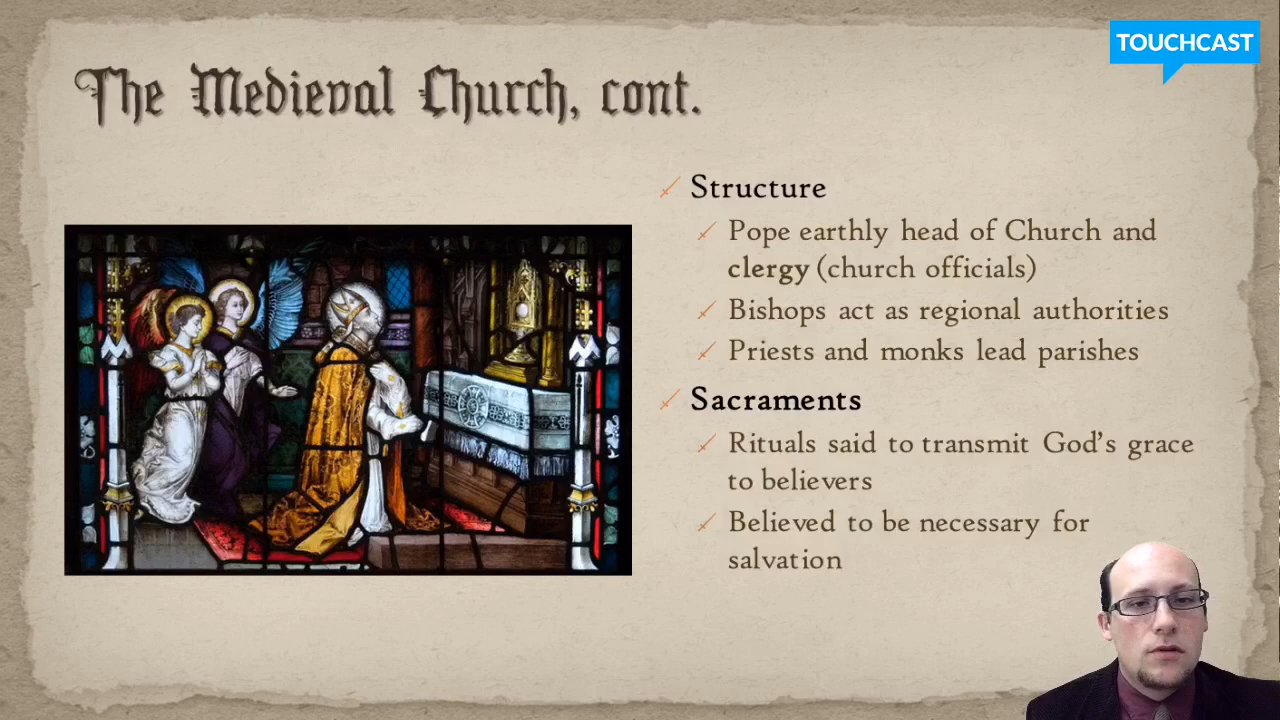 TOUCHCAST
The Medieval Church, cont.
Structure
Pope earthly head of Church and
clergy (church officials)
Bishops act as regional authorities
Priests and monks lead parishes
Sacraments
Rituals said to transmit God's grace
to believers
Believed to be necessary for
salvation